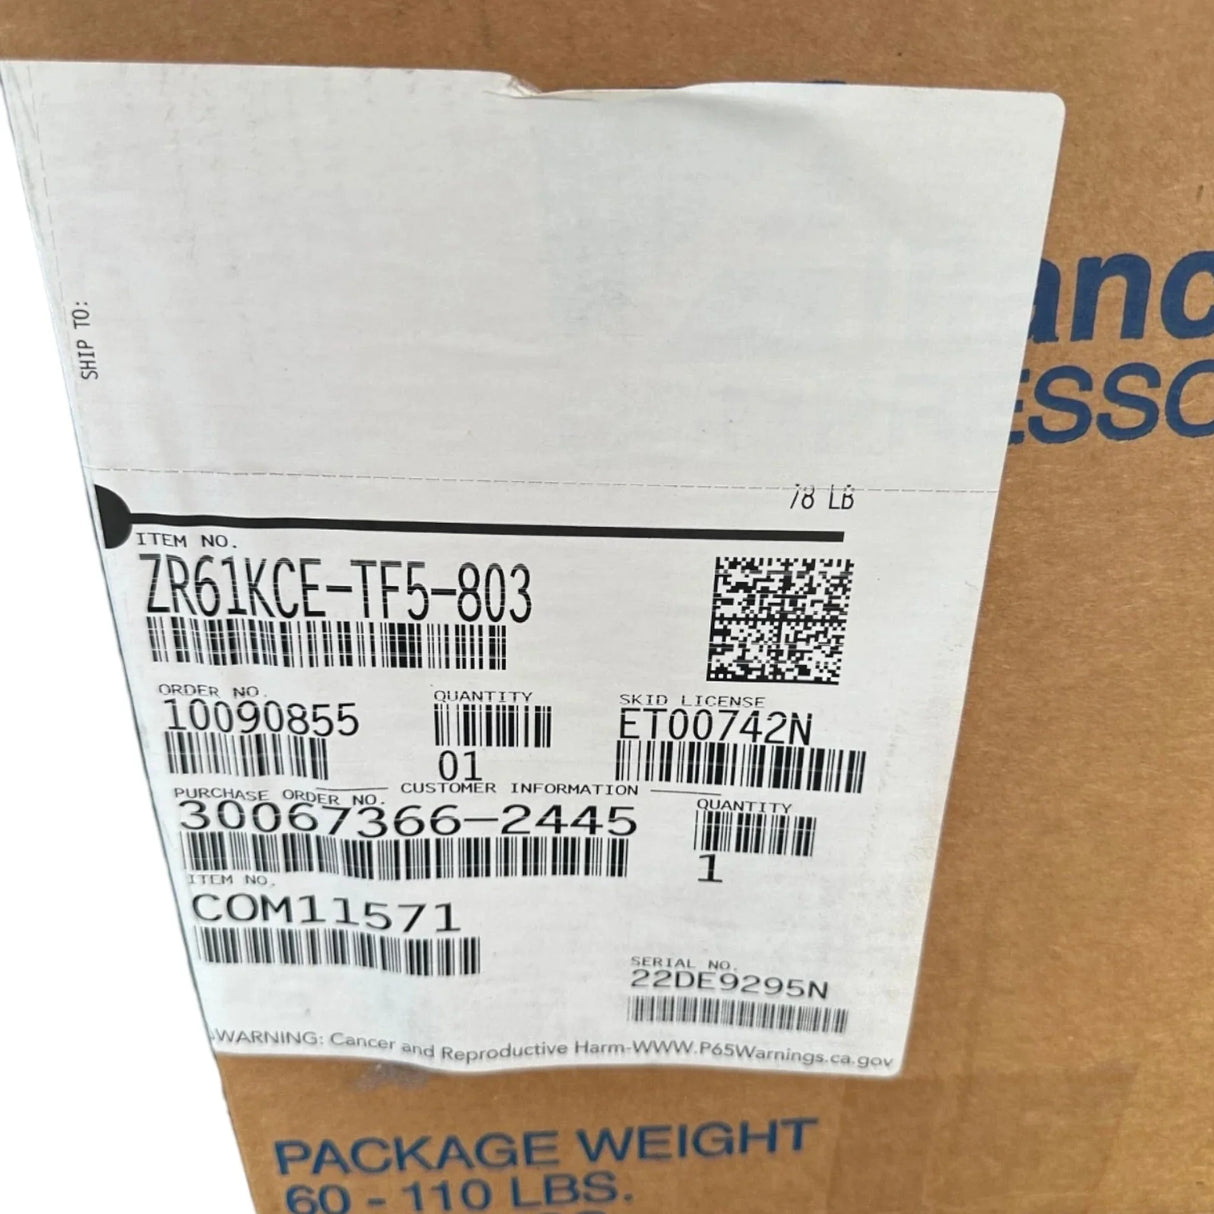 SHIP TO:
anc
ESSO
78 LB
ITEM NO.
ZR61KCE-TF5-803
ORDER NO.
10090855
QUANTITY
01
SKID LICENSE
ET00742N
CUSTOMER INFORMATION
PURCHASE ORDER NO.
30067366-2445
QUANTITY
1
ITEM NO.
COM11571
SERIAL NO.
22DE9295N
WARNING: Cancer and Reproductive Harm-WWW.P65Warnings.ca.gov
PACKAGE WEIGHT
60 - 110 LBS.